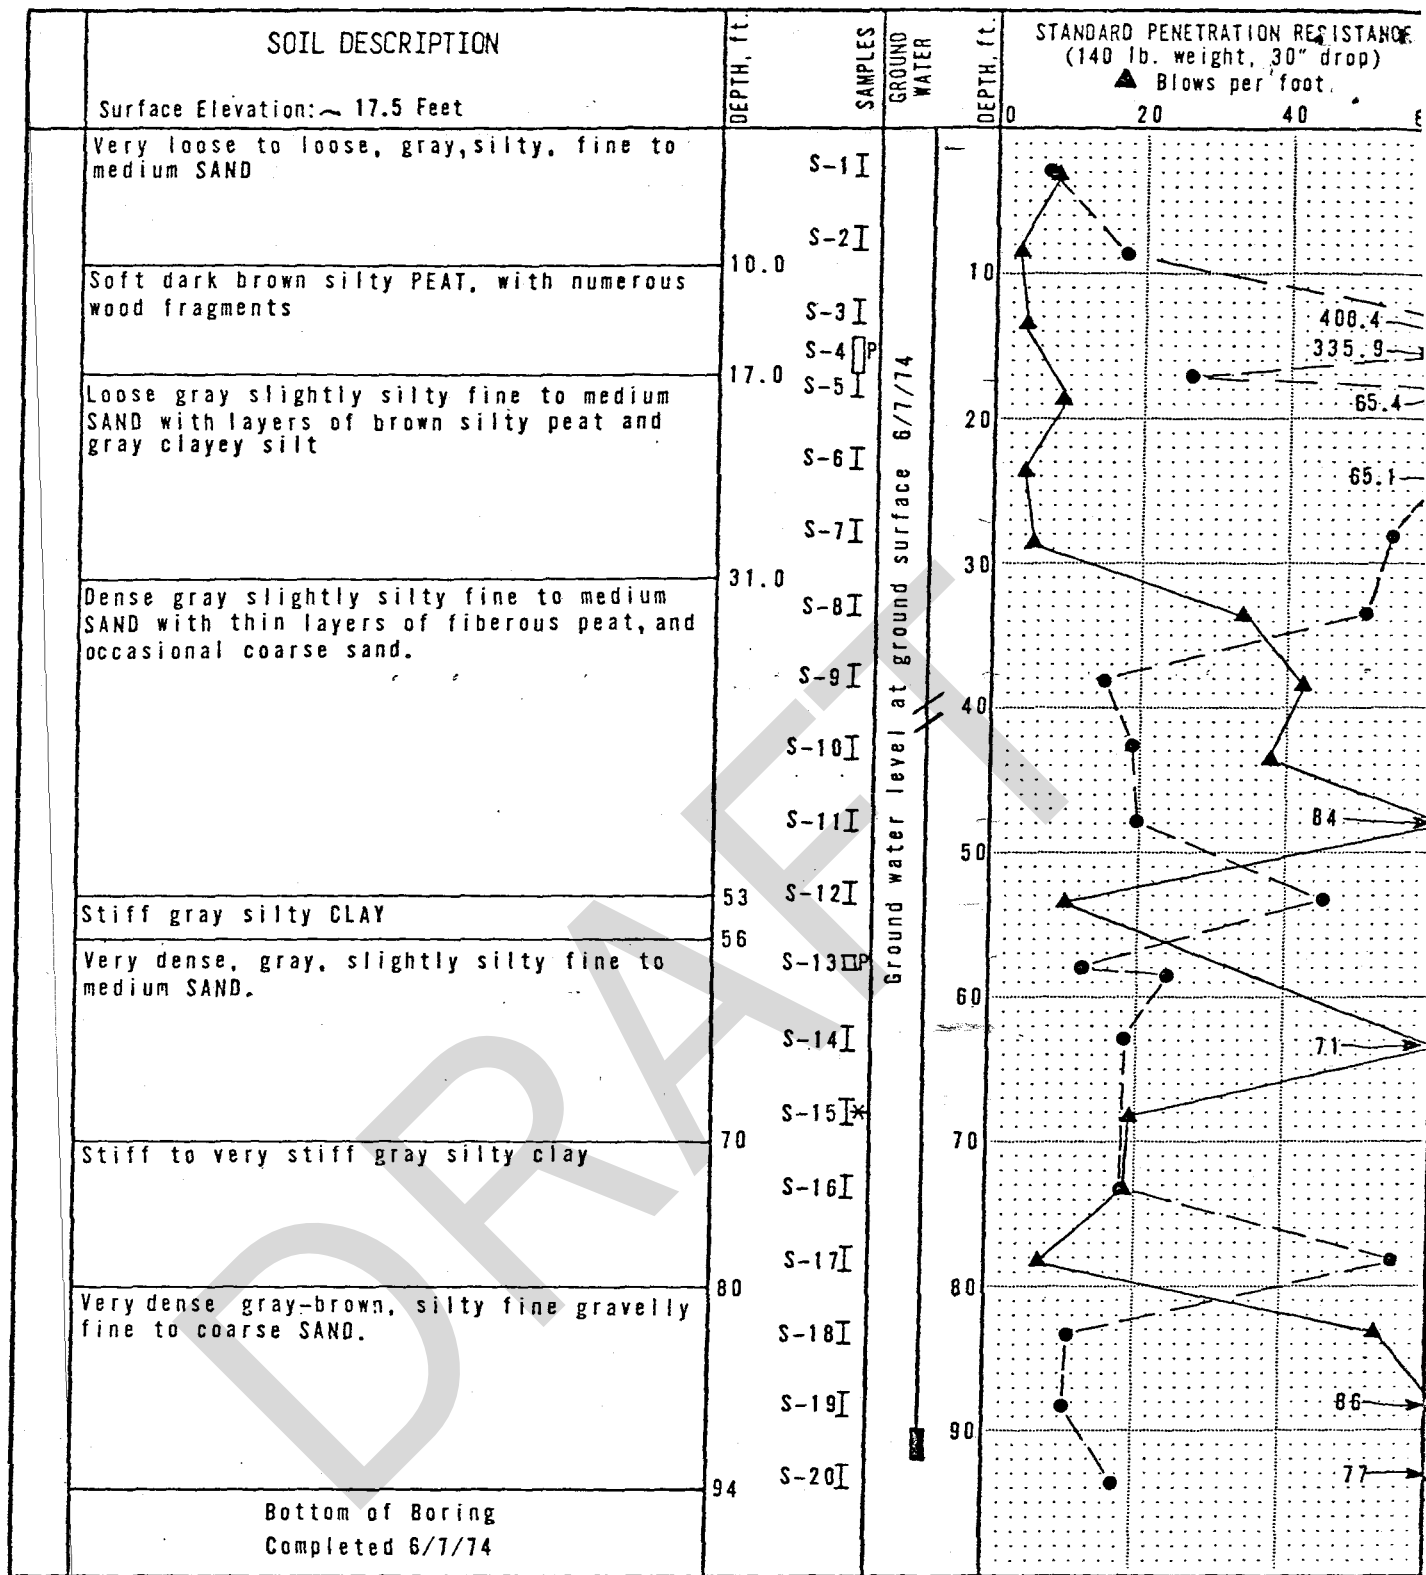 SOIL DESCRIPTION
Surface Elevation: ~ 17.5 Feet
DEPTH, ft.
SAMPLES
GROUND
WATER
DEPTH, ft.
STANDARD PENETRATION RESISTANCE
(140 lb. weight, 30" drop)
▲ Blows per foot
0 20 40
Very loose to loose, gray, silty, fine to
medium SAND
S-1
S-2
10.0
Soft dark brown silty PEAT, with numerous
wood fragments
S-3
S-4 P
17.0
Loose gray slightly silty fine to medium
SAND with layers of brown silty peat and
gray clayey silt
S-5
S-6
S-7
31.0
Dense gray slightly silty fine to medium
SAND with thin layers of fiberous peat, and
occasional coarse sand.
S-8
S-9
S-10
S-11
S-12
53
Stiff gray silty CLAY
56
Very dense, gray, slightly silty fine to
medium SAND.
S-13 P
S-14
S-15 *
70
Stiff to very stiff gray silty clay
S-16
S-17
80
Very dense gray-brown, silty fine gravelly
fine to coarse SAND.
S-18
S-19
S-20
94
Bottom of Boring
Completed 6/7/74
Ground water level at ground surface 6/7/74
10
408.4
335.9
65.4
20
65.1
30
40
84
50
60
71
70
80
86
90
77
DRAFT